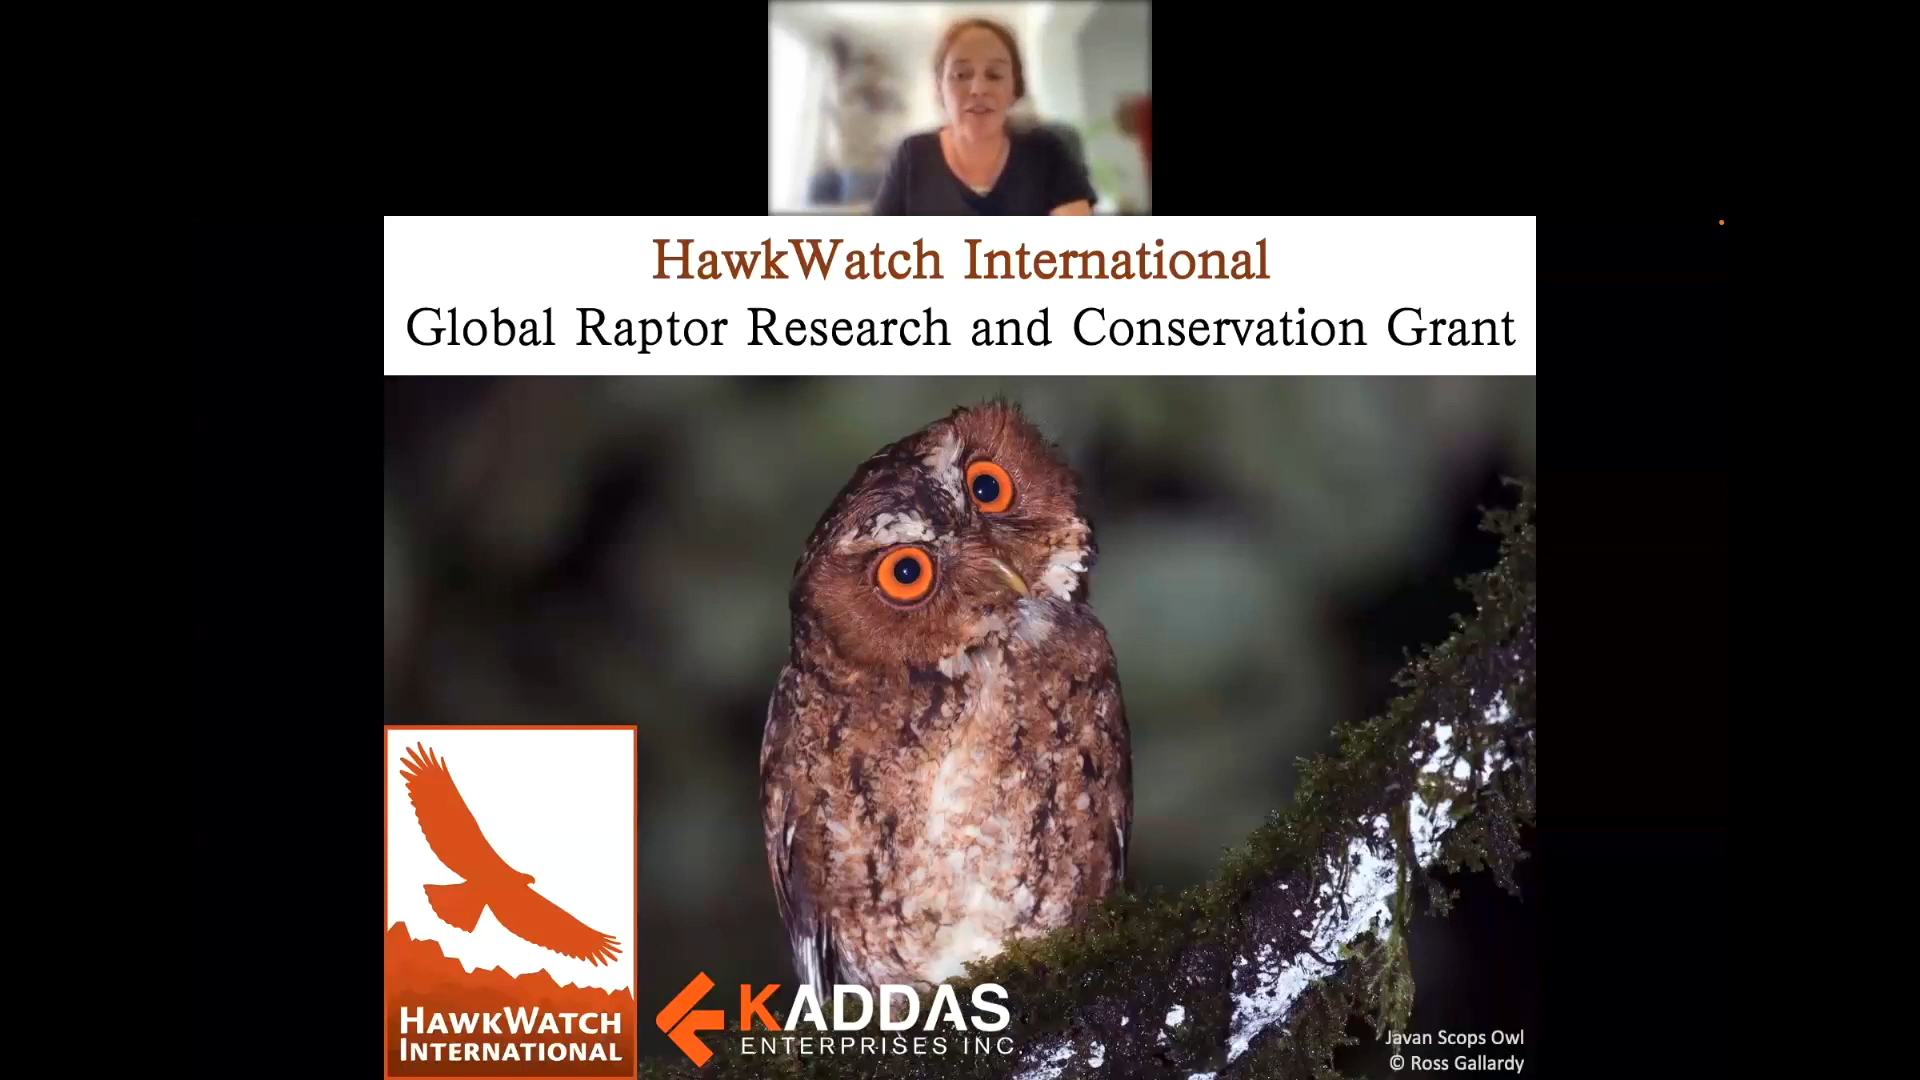 HawkWatch International
Global Raptor Research and Conservation Grant
HAWKWATCH
INTERNATIONAL
KADDAS
ENTERPRISES INC.
Javan Scops Owl
© Ross Gallardy